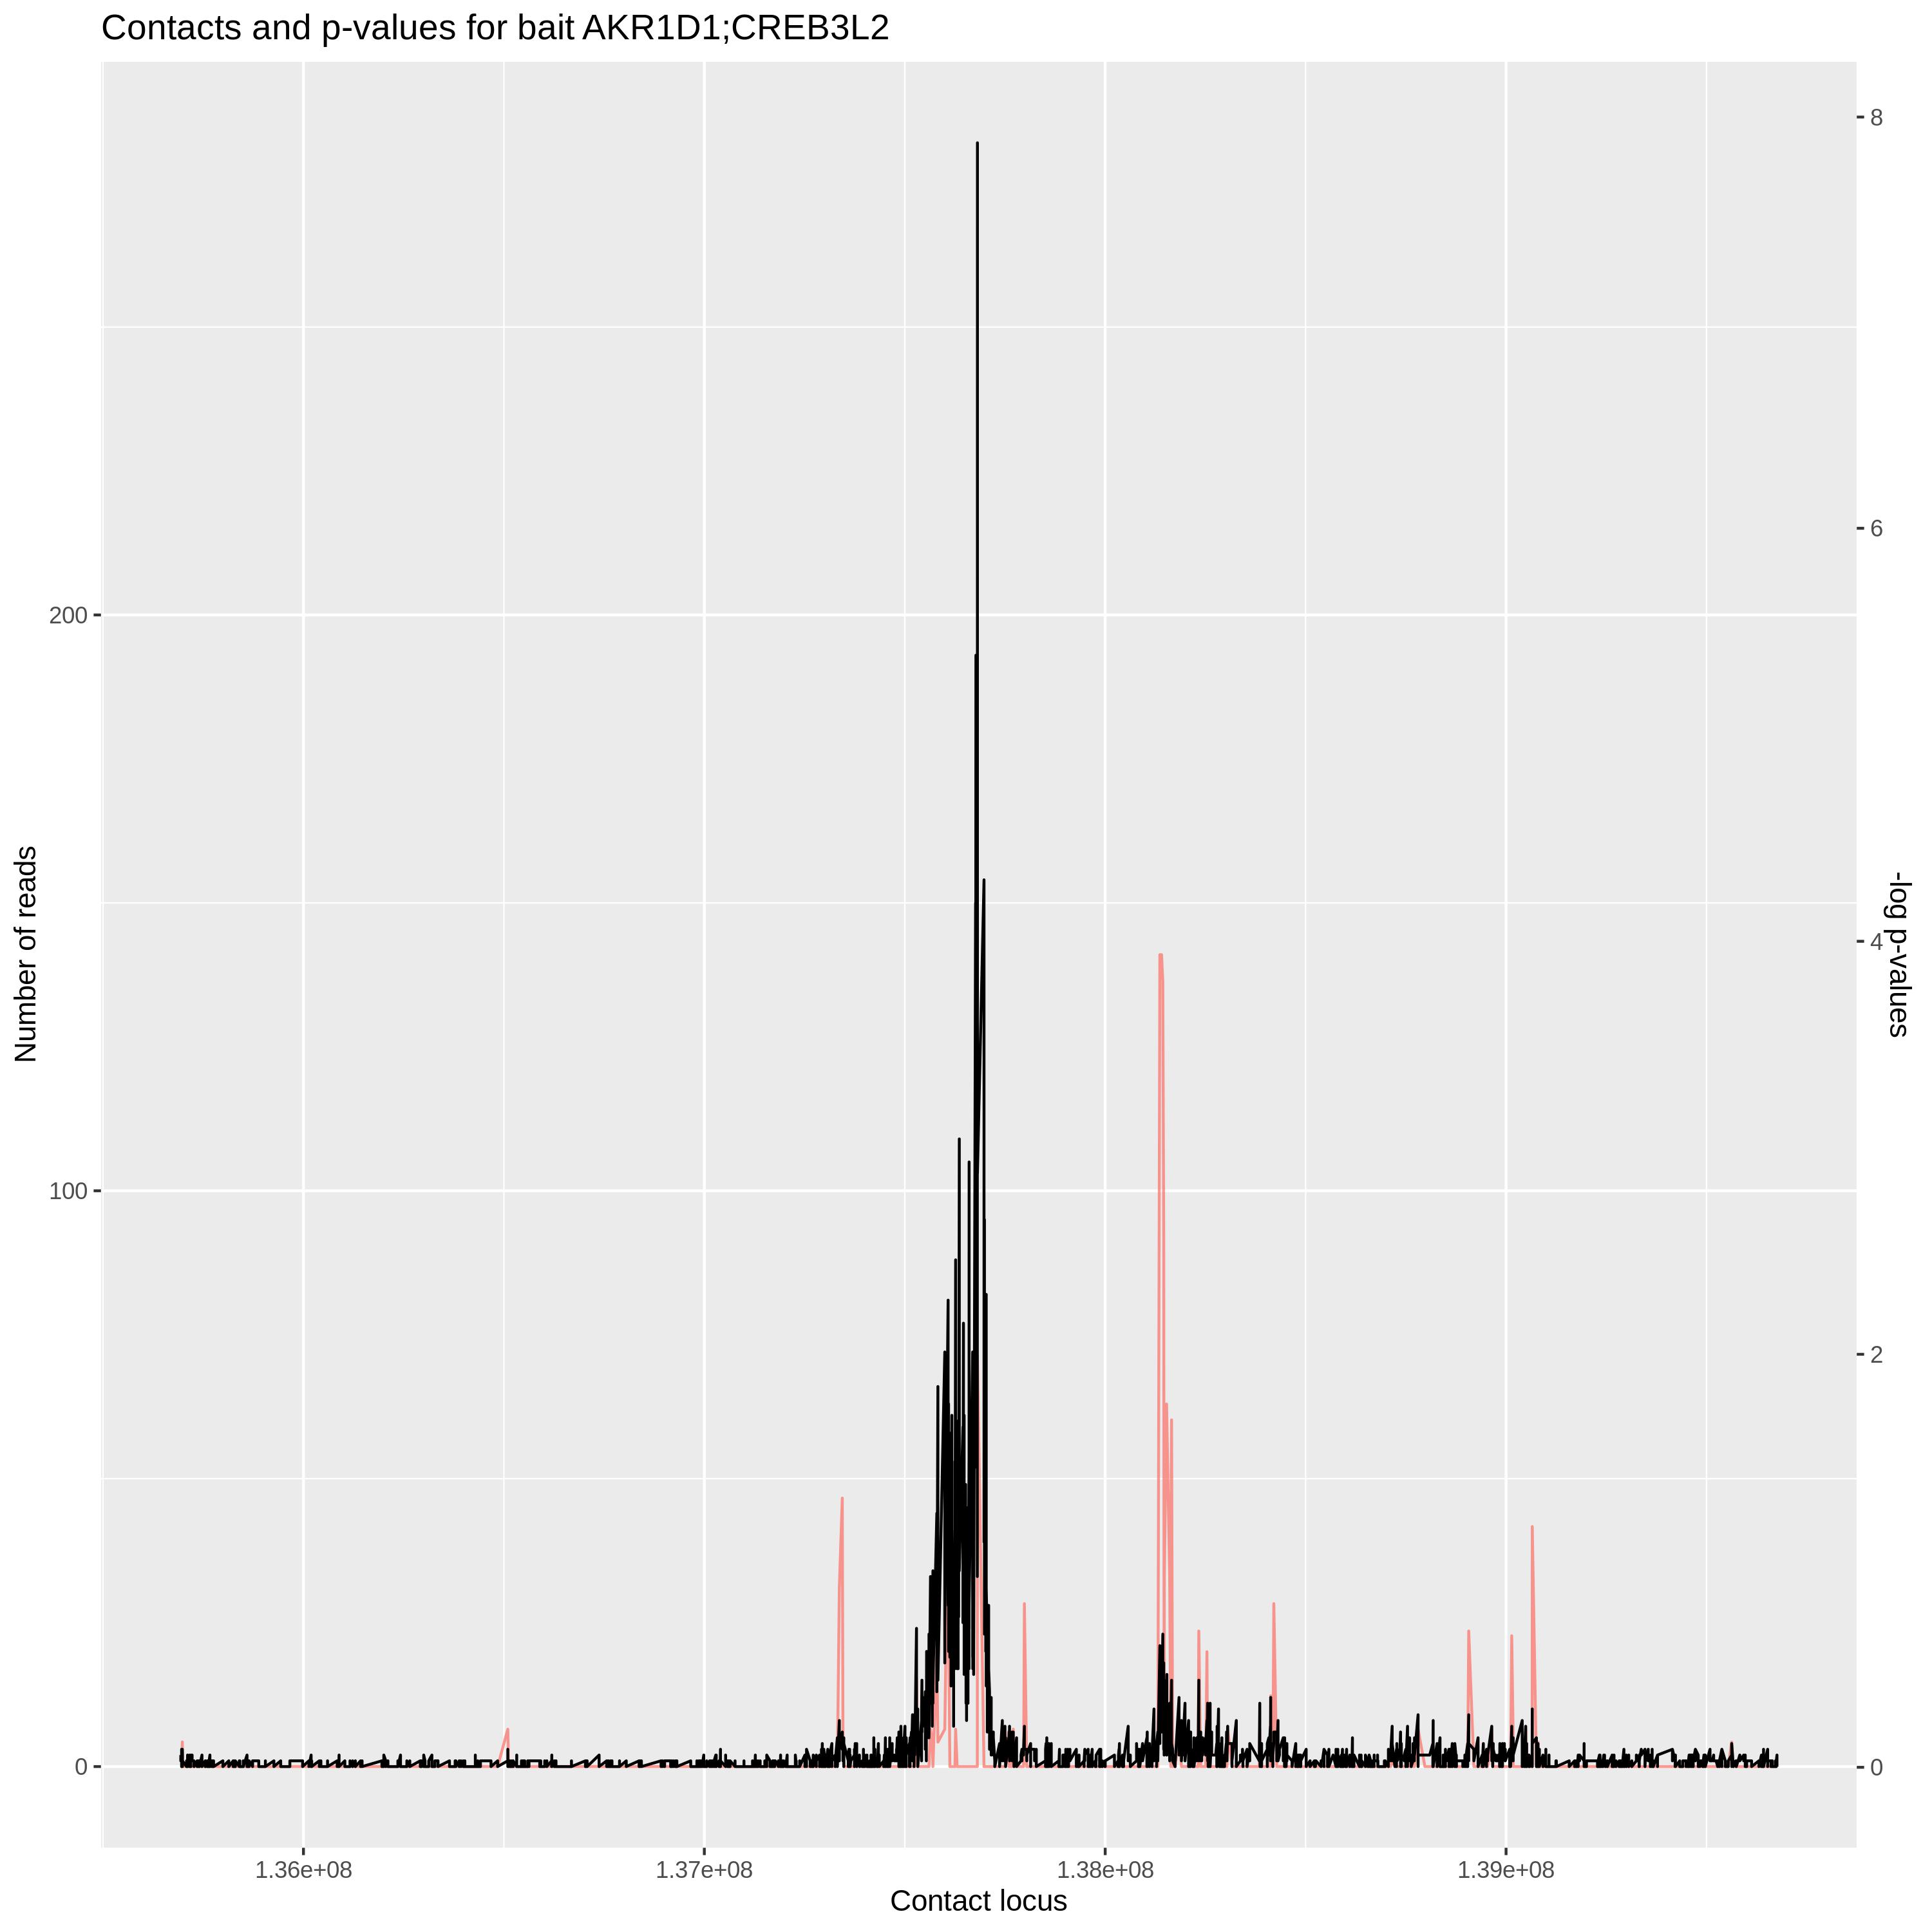 Contacts and p-values for bait AKR1D1;CREB3L2
8
6
200
Number of reads
-log p-values
4
100
2
0
0
1.36e+08
1.37e+08
1.38e+08
1.39e+08
Contact locus